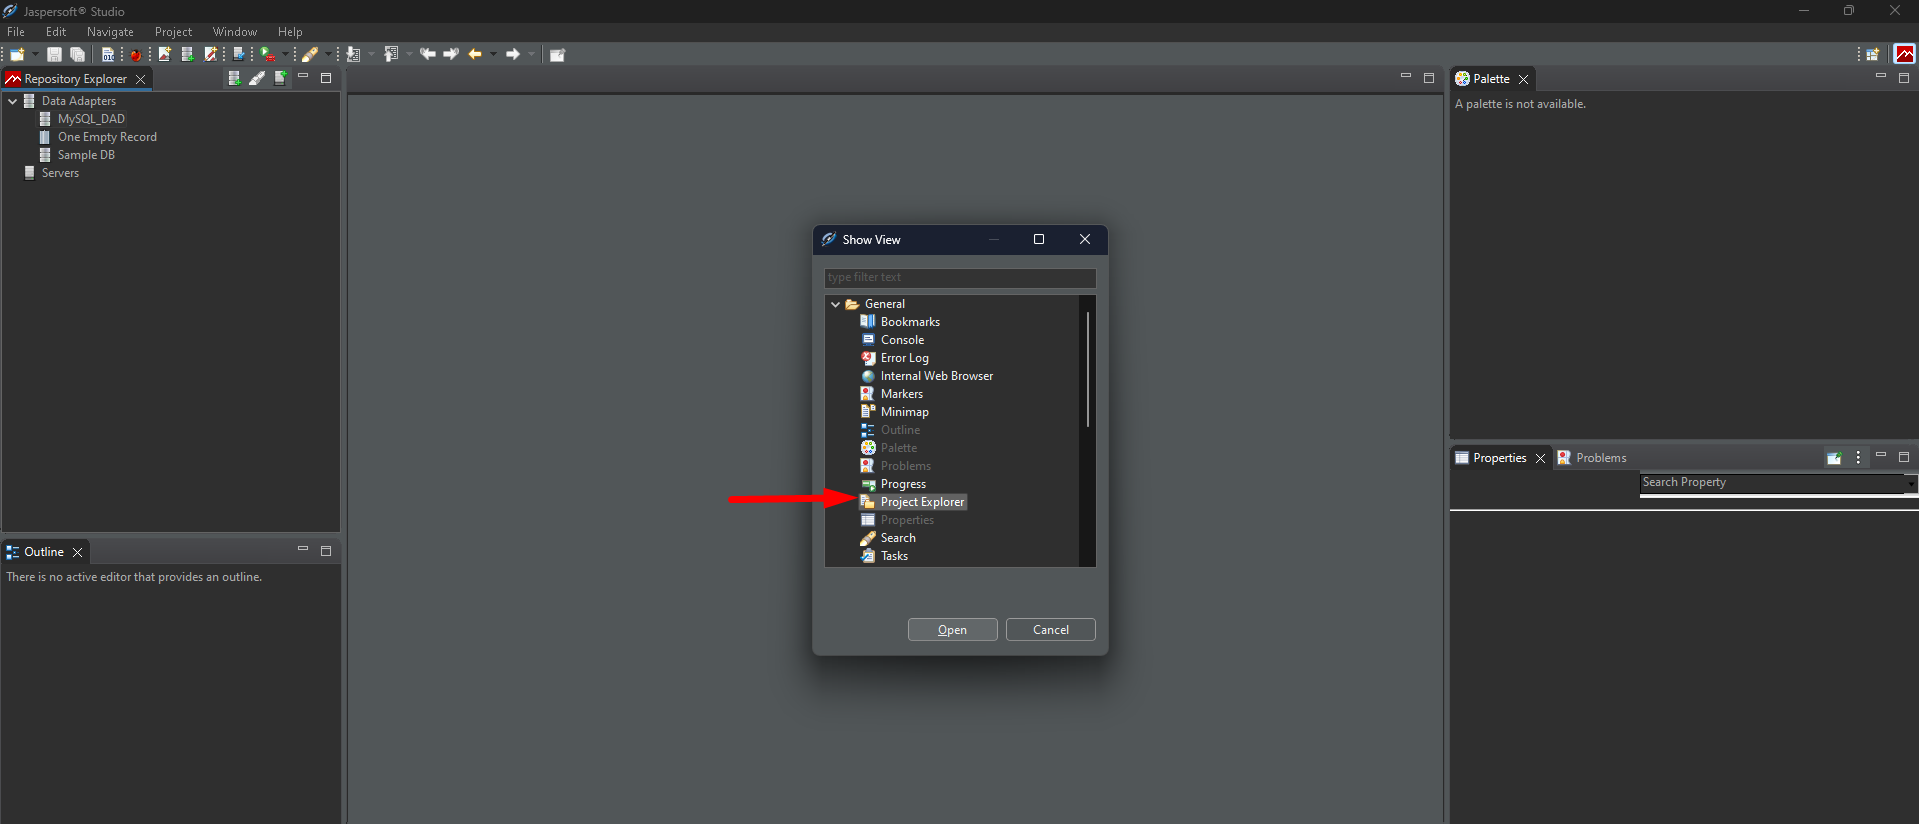 Jaspersoft® Studio
File Edit Navigate Project Window Help
Repository Explorer
Data Adapters
MySQL_DAD
One Empty Record
Sample DB
Servers
Outline
There is no active editor that provides an outline.
Show View
type filter text
General
Bookmarks
Console
Error Log
Internal Web Browser
Markers
Minimap
Outline
Palette
Problems
Progress
Project Explorer
Properties
Search
Tasks
Open Cancel
Palette
A palette is not available.
Properties Problems
Search Property